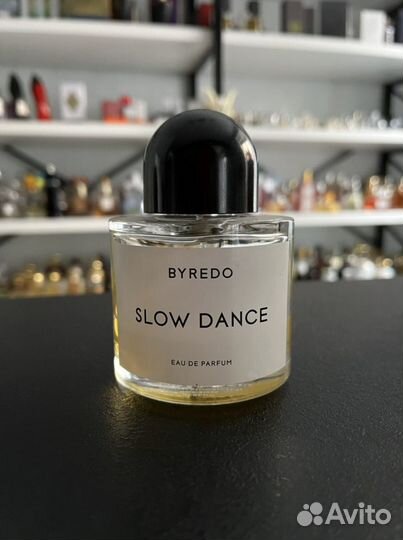 BYREDO
SLOW DANCE
EAU DE PARFUM
Avito